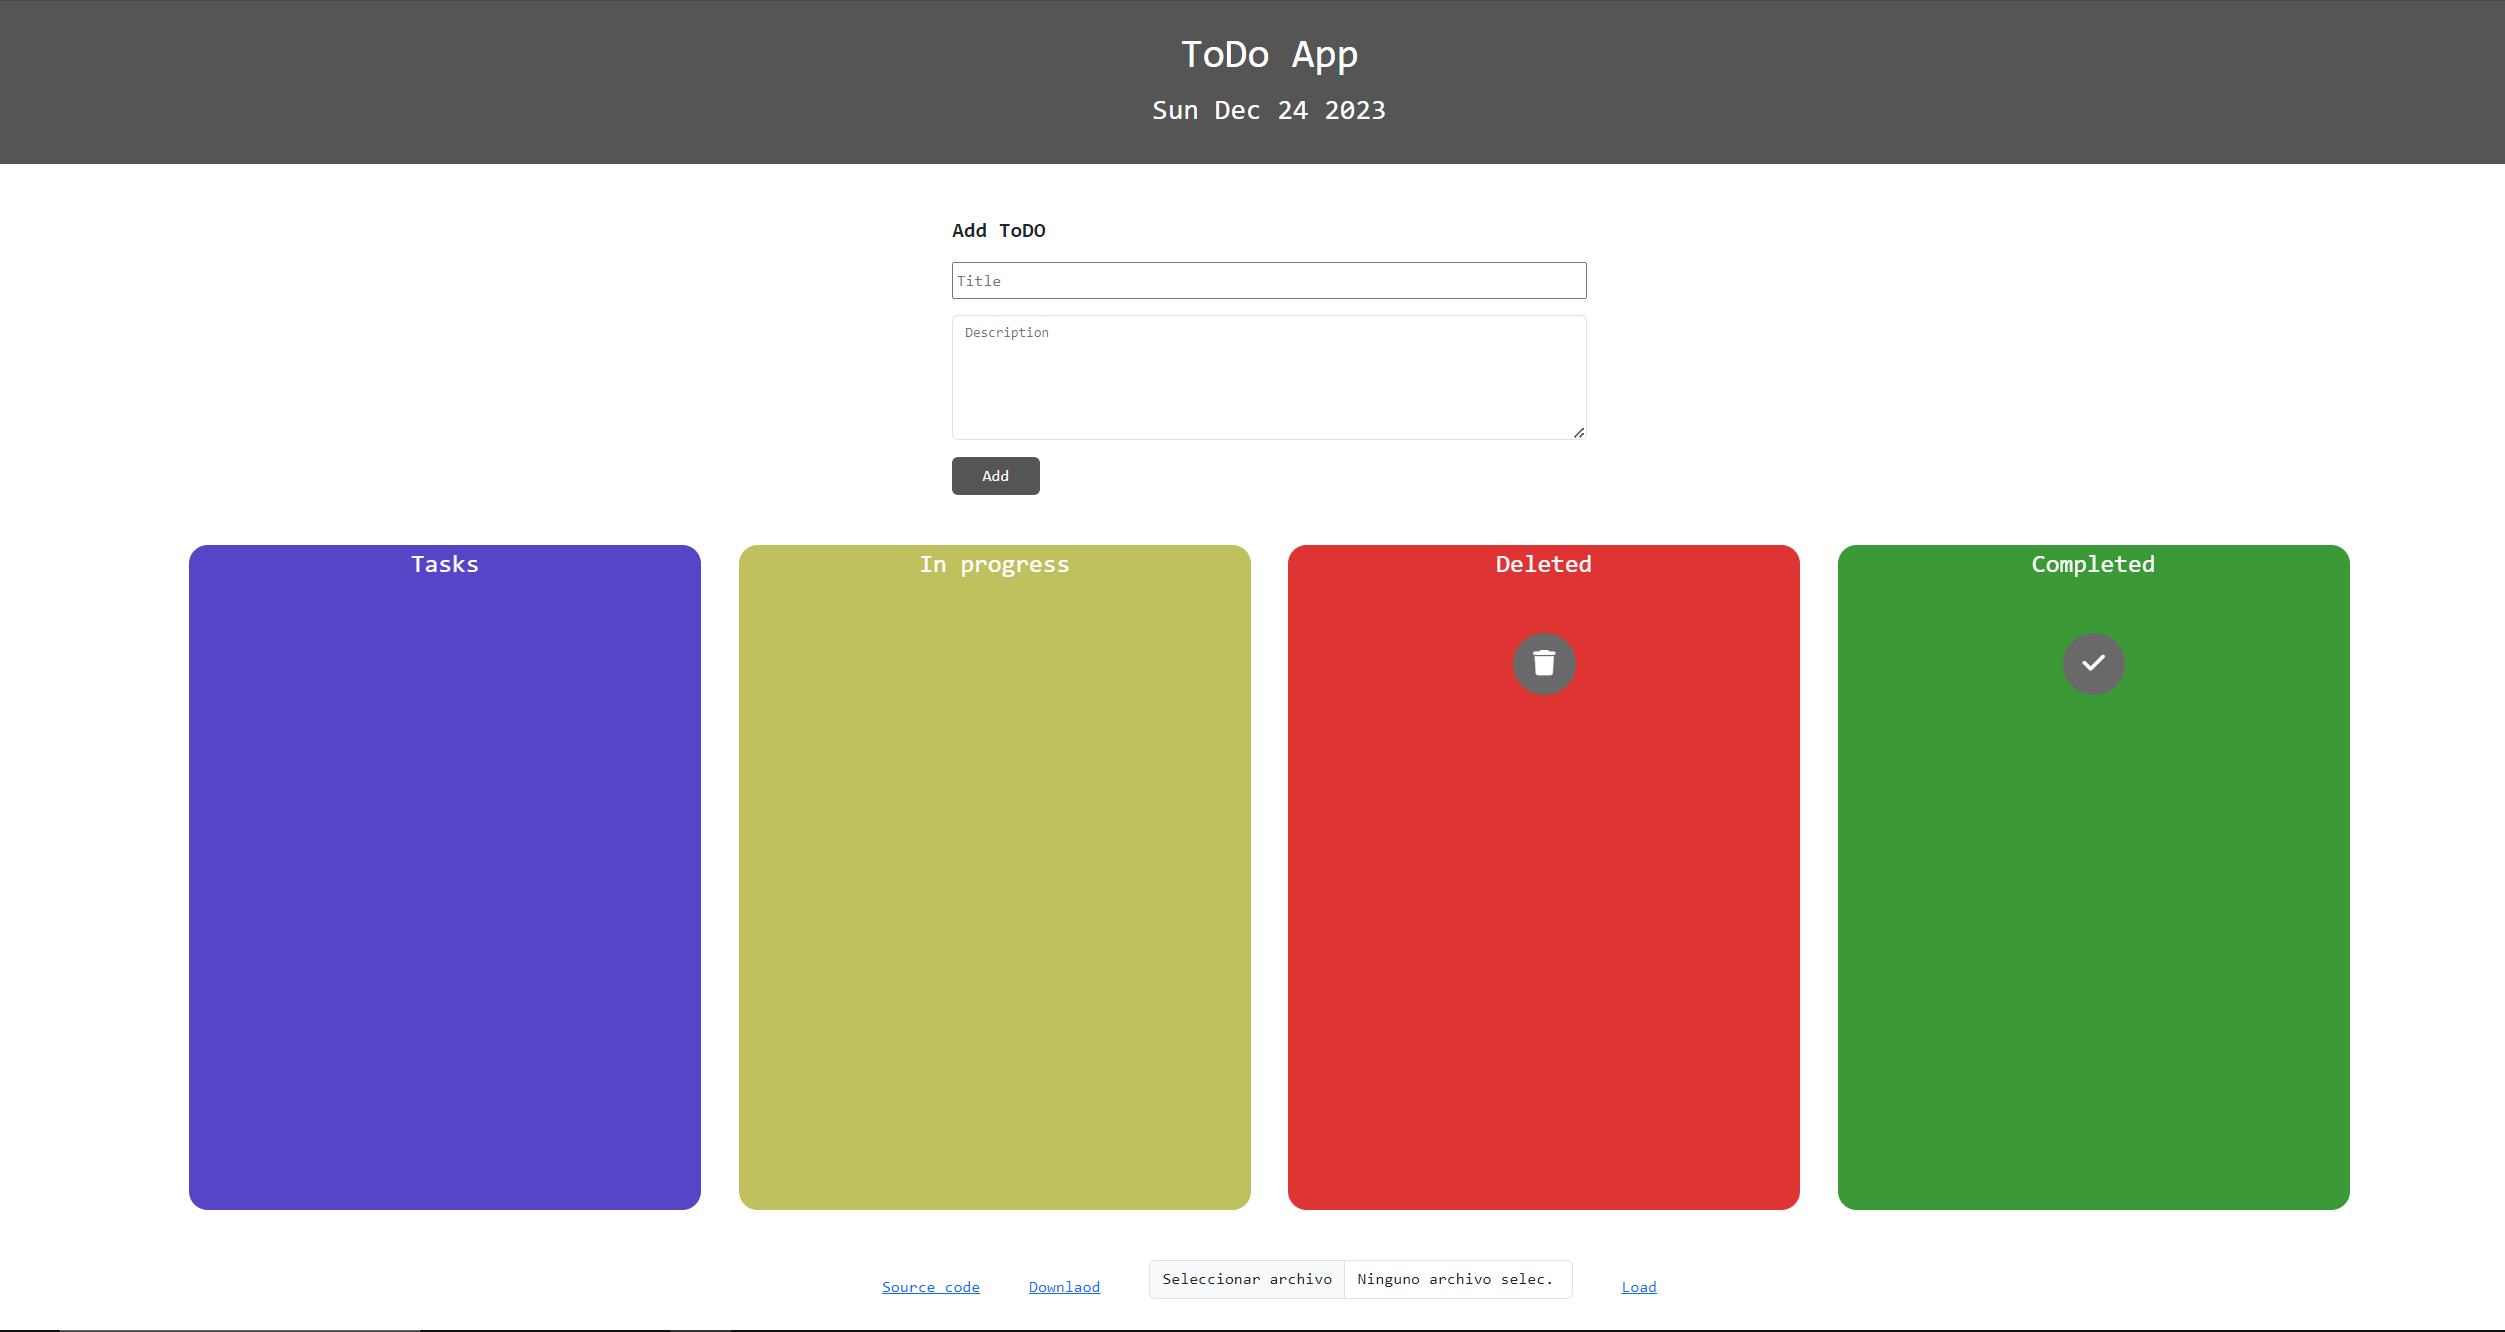 ToDo App
Sun Dec 24 2023
Add ToDO
Title
Description
Add
Tasks
In progress
Deleted
Completed
Source code
Downlaod
Seleccionar archivo
Ninguno archivo selec.
Load